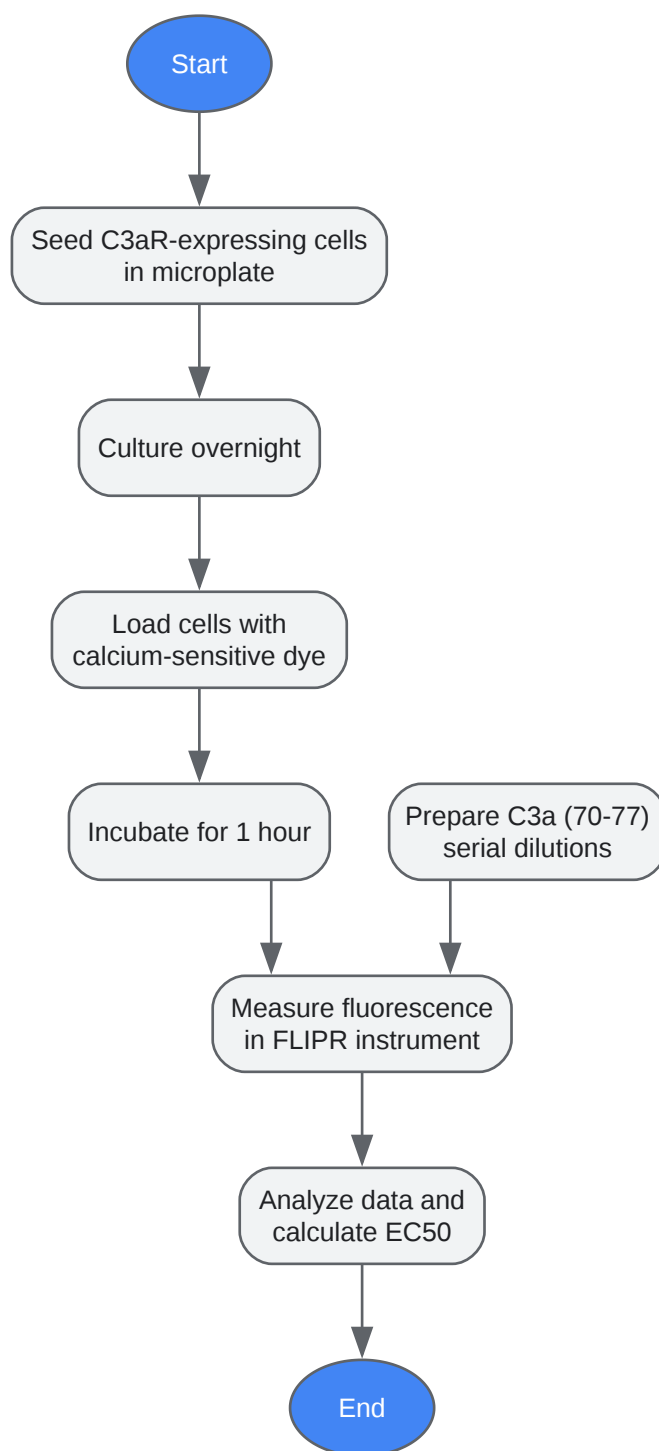 Start
Seed C3aR-expressing cells
in microplate
Culture overnight
Load cells with
calcium-sensitive dye
Incubate for 1 hour
Prepare C3a (70-77)
serial dilutions
Measure fluorescence
in FLIPR instrument
Analyze data and
calculate EC50
End